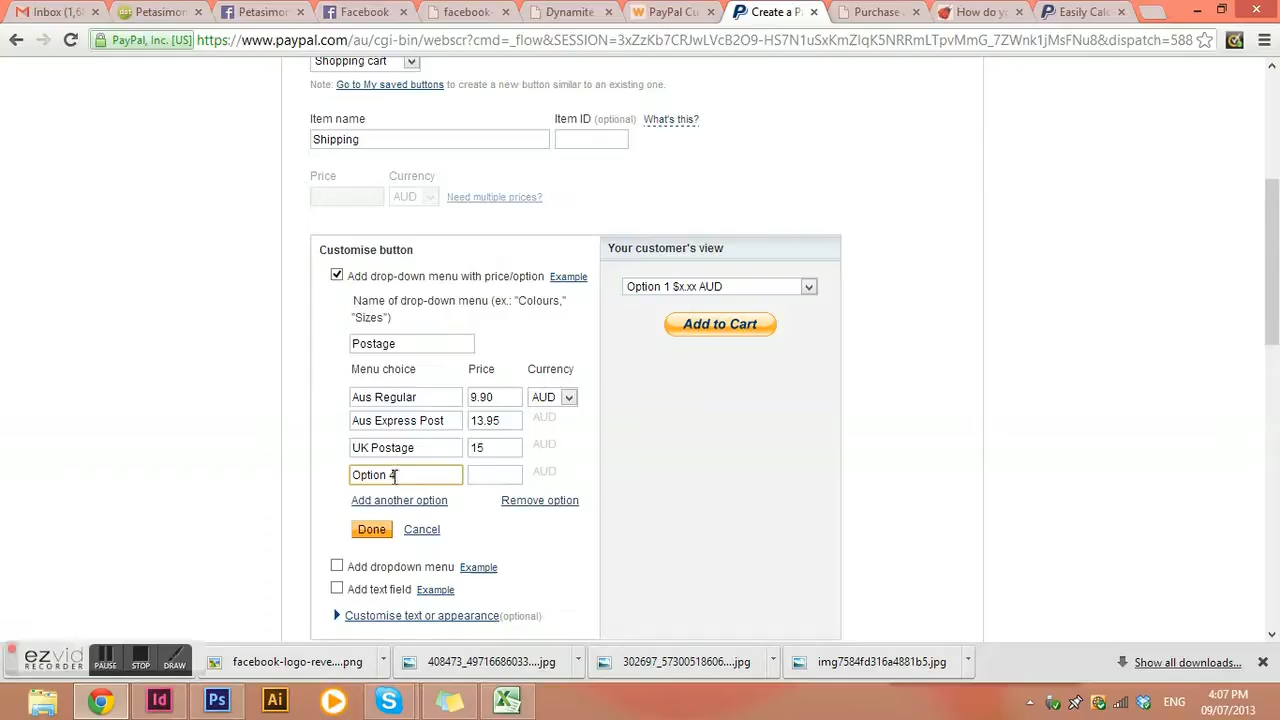 Inbox (1,6
Petasimor
Petasimon
Facebook
facebook-
Dynamite
PayPal Cu
Create a P
Purchase
How do y
Easily Calc
PayPal, Inc. [US]
https://www.paypal.com/au/cgi-bin/webscr?cmd=_flow&SESSION=3xZzKb7CRJwLVcB2O9-HS7N1uSxKmZIqK5NRRmLTpvMmG_7ZWnk1jMsFNu8&dispatch=588
Shopping cart
Note: Go to My saved buttons to create a new button similar to an existing one.
Item name
Item ID (optional)
What's this?
Shipping
Price
Currency
AUD
Need multiple prices?
Customise button
Your customer's view
Add drop-down menu with price/option
Example
Option 1 $x.xx AUD
Name of drop-down menu (ex.: "Colours,"
"Sizes")
Add to Cart
Postage
Menu choice
Price
Currency
Aus Regular
9.90
AUD
Aus Express Post
13.95
AUD
UK Postage
15
AUD
Option 4
AUD
Add another option
Remove option
Done
Cancel
Add dropdown menu
Example
Add text field
Example
Customise text or appearance(optional)
ezvid
RECORDER
PAUSE
STOP
DRAW
facebook-logo-reve....png
408473_49716686033....jpg
302697_57300518606....jpg
img7584fd316a4881b5.jpg
Show all downloads...
Id
Ps
Ai
ENG
4:07 PM
09/07/2013